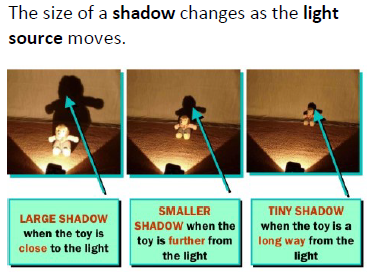 The size of a shadow changes as the light
source moves.
LARGE SHADOW
when the toy is
close to the light
SMALLER
SHADOW when the
toy is further from
the light
TINY SHADOW
when the toy is a
long way from the
light